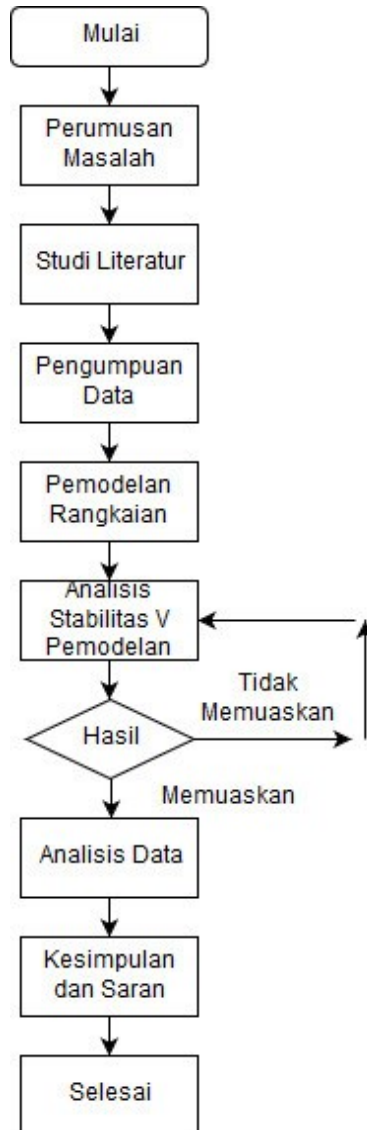 Mulai
Perumusan
Masalah
Studi Literatur
Pengumpuan
Data
Pemodelan
Rangkaian
Analisis
Stabilitas V
Pemodelan
Tidak
Memuaskan
Hasil
Memuaskan
Analisis Data
Kesimpulan
dan Saran
Selesai